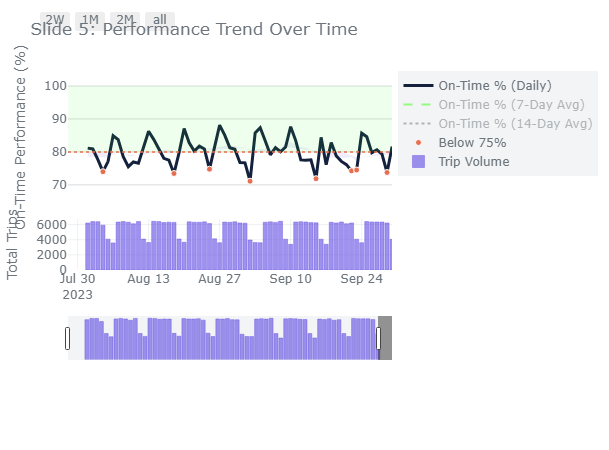 2W 1M 2M all
Slide 5: Performance Trend Over Time
On-Time Performance (%)
100
90
80
70
On-Time % (Daily)
On-Time % (7-Day Avg)
On-Time % (14-Day Avg)
Below 75%
Trip Volume
Total Trips
6000
4000
2000
0
Jul 30 Aug 13 Aug 27 Sep 10 Sep 24
2023